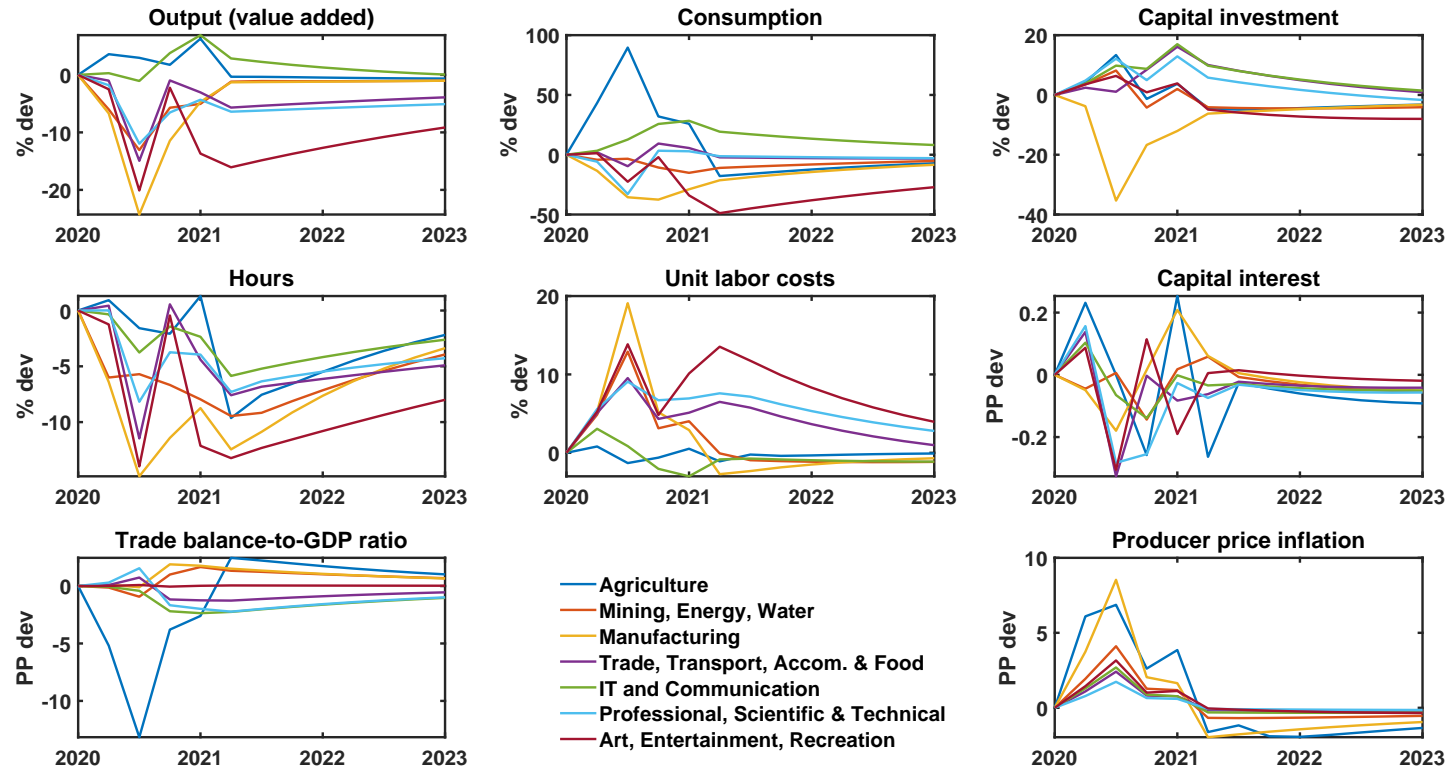 Output (value added)
% dev
0
-10
-20
2020
2021
2022
2023
Consumption
% dev
100
50
0
-50
2020
2021
2022
2023
Capital investment
% dev
20
0
-20
-40
2020
2021
2022
2023
Hours
% dev
0
-5
-10
2020
2021
2022
2023
Unit labor costs
% dev
20
10
0
2020
2021
2022
2023
Capital interest
PP dev
0.2
0
-0.2
2020
2021
2022
2023
Trade balance-to-GDP ratio
PP dev
0
-5
-10
2020
2021
2022
2023
Agriculture
Mining, Energy, Water
Manufacturing
Trade, Transport, Accom. & Food
IT and Communication
Professional, Scientific & Technical
Art, Entertainment, Recreation
Producer price inflation
PP dev
10
5
0
2020
2021
2022
2023